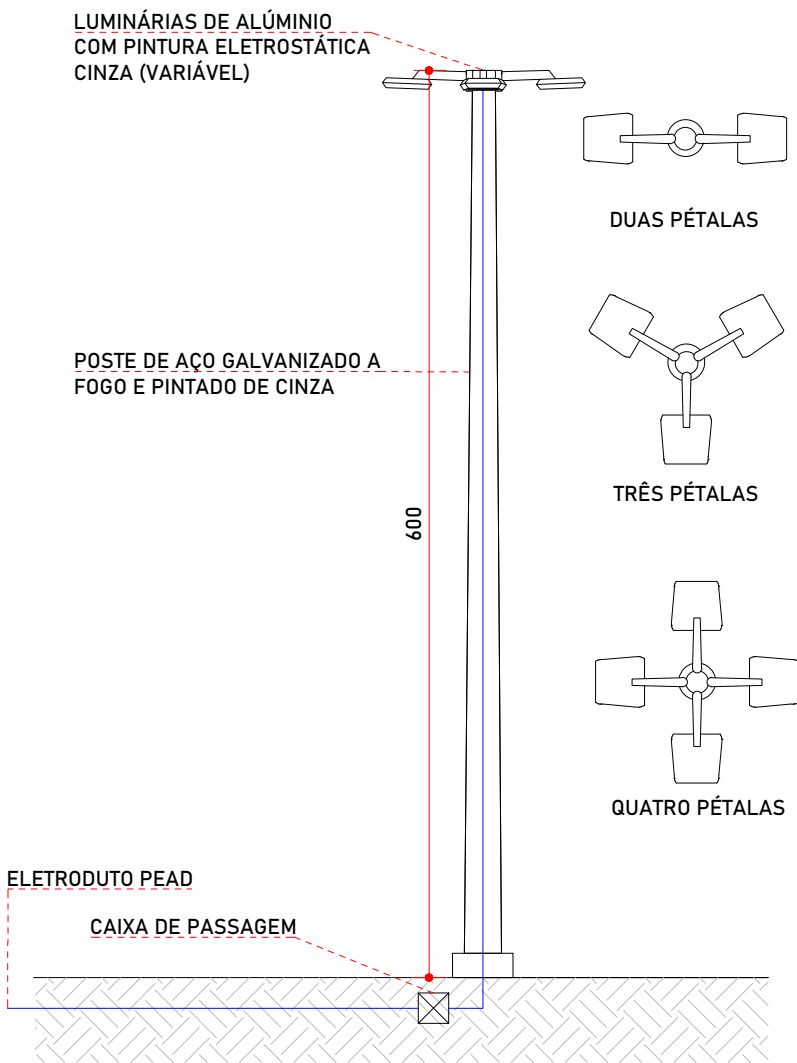 LUMINÁRIAS DE ALÚMINIO
COM PINTURA ELETROSTÁTICA
CINZA (VARIÁVEL)
DUAS PÉTALAS
POSTE DE AÇO GALVANIZADO A
FOGO E PINTADO DE CINZA
TRÊS PÉTALAS
600
QUATRO PÉTALAS
ELETRODUTO PEAD
CAIXA DE PASSAGEM